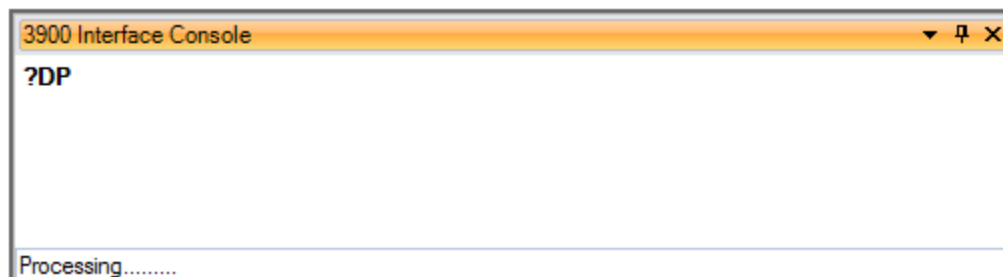 3900 Interface Console
?DP
Processing.........